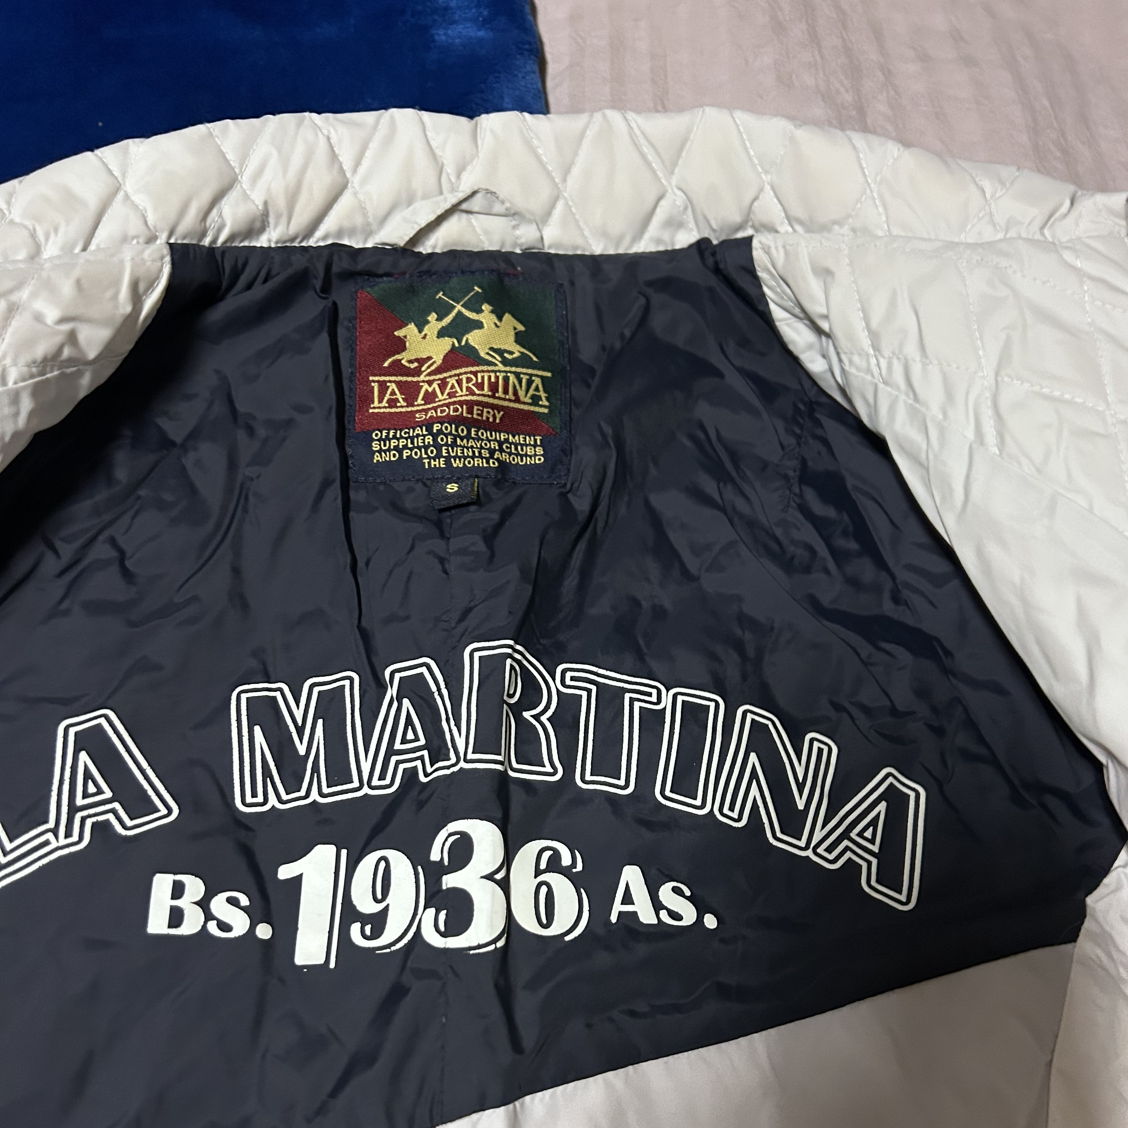 LA MARTINA
SADDLERY
OFFICIAL POLO EQUIPMENT
SUPPLIER OF MAYOR CLUBS
AND POLO EVENTS AROUND
THE WORLD
S
LA MARTINA
Bs. 1936 As.